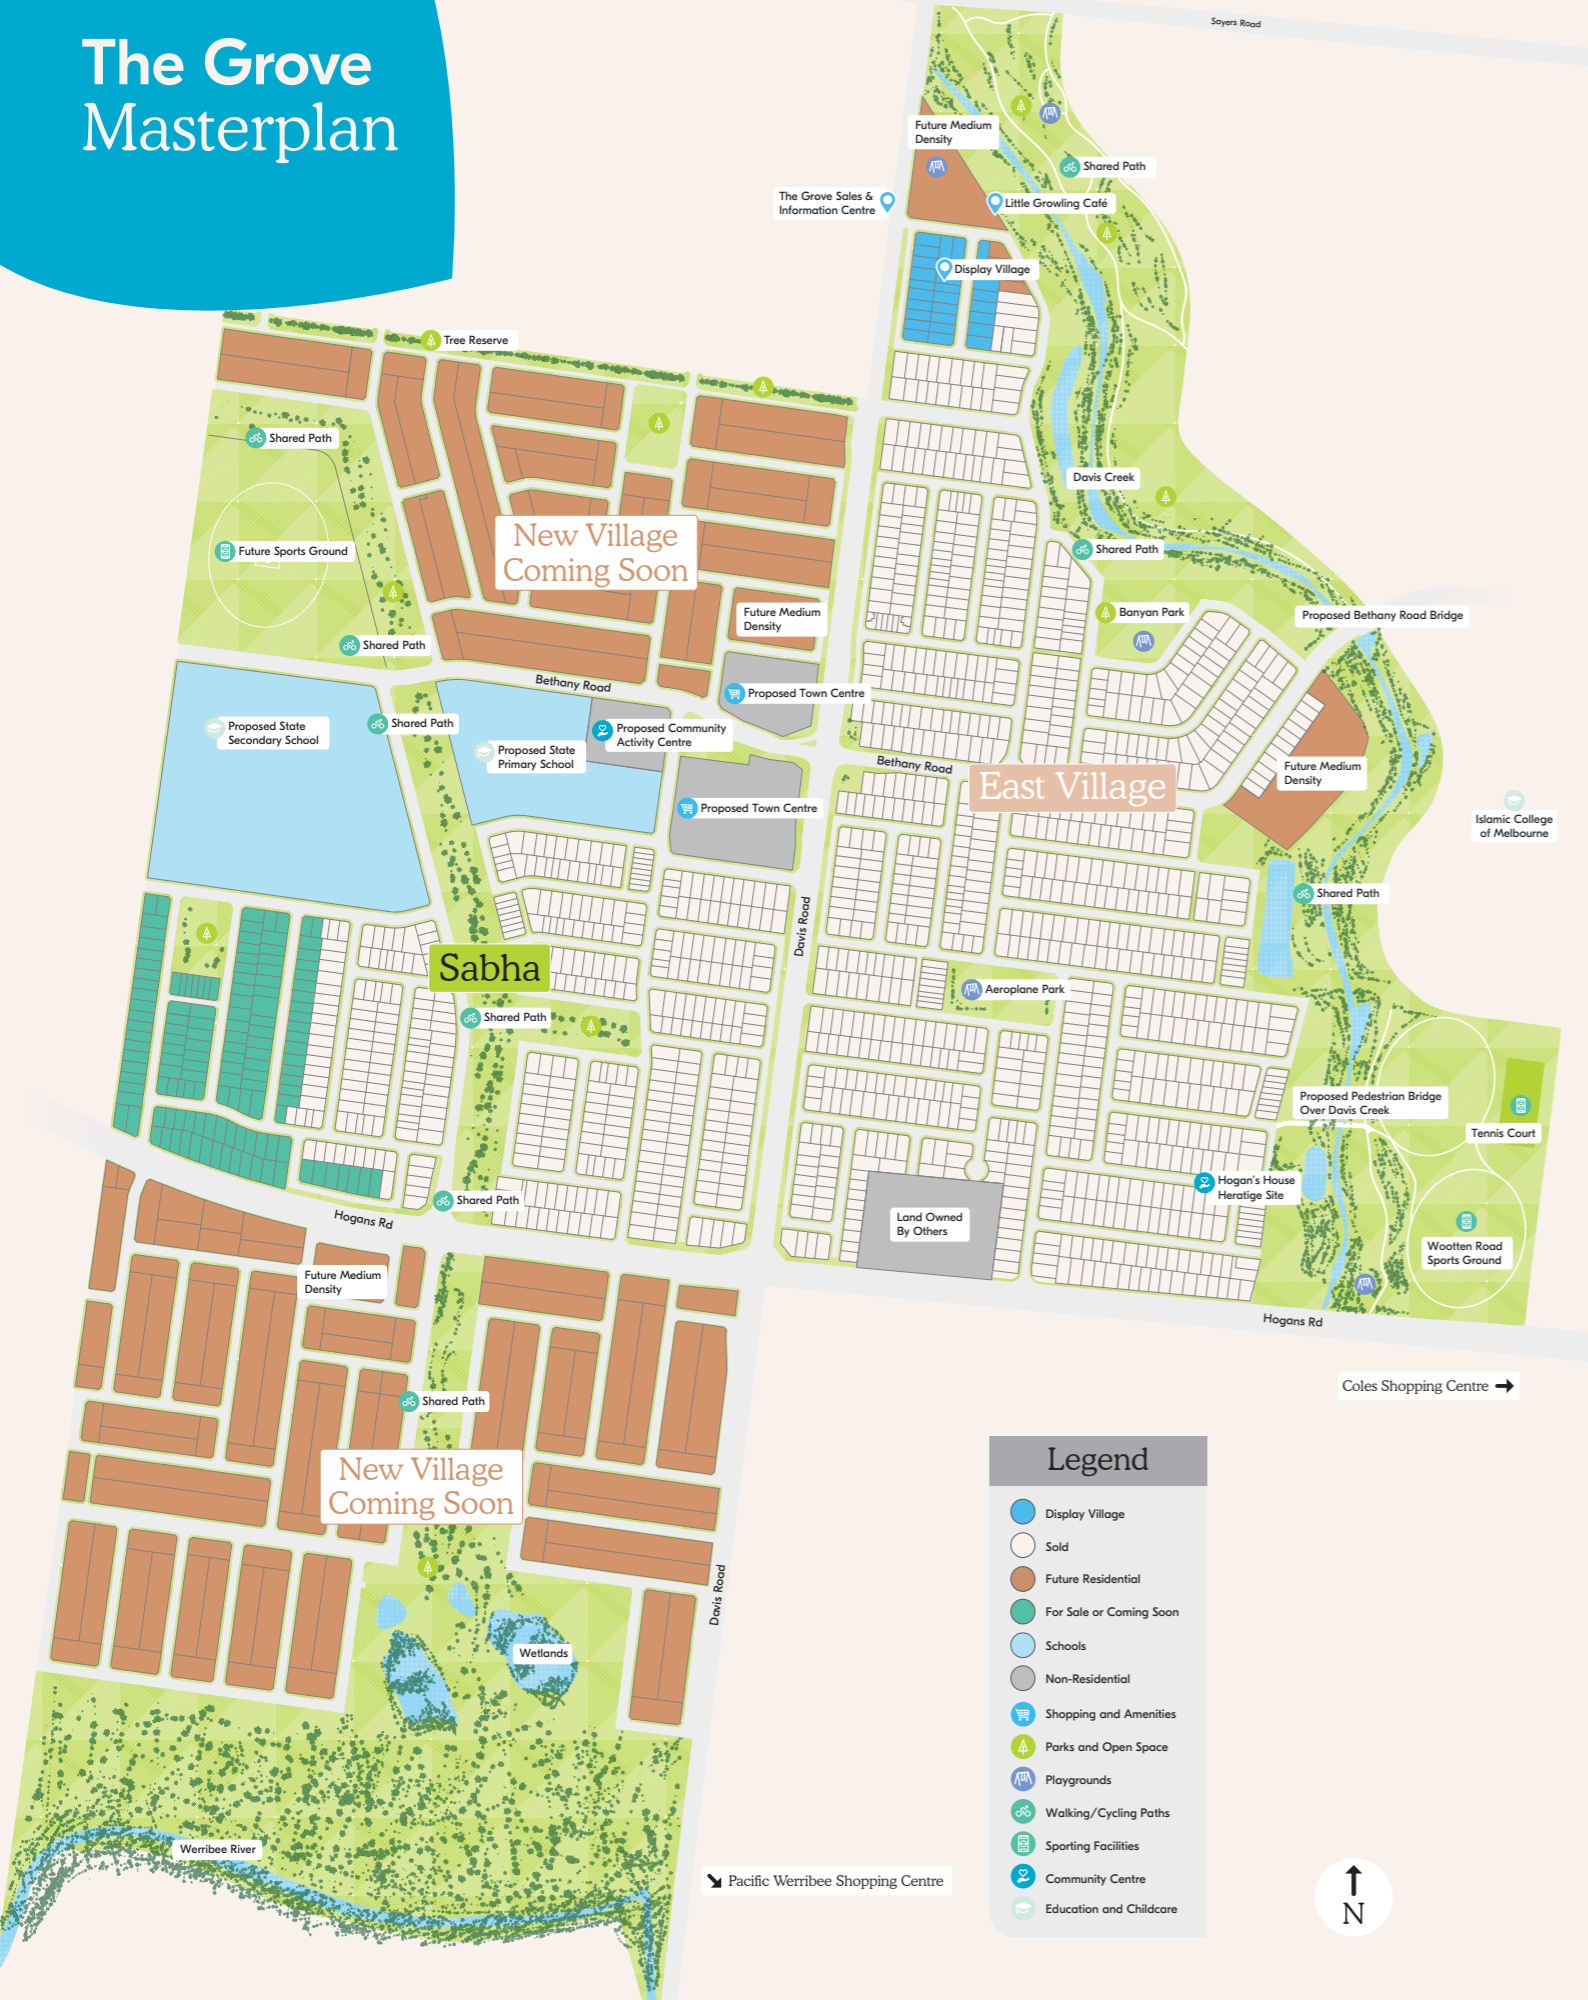 The Grove
Masterplan
Sayers Road
Future Medium
Density
Shared Path
The Grove Sales &
Information Centre
Little Growling Café
Display Village
Tree Reserve
Shared Path
Davis Creek
Future Sports Ground
New Village
Coming Soon
Shared Path
Future Medium
Density
Banyan Park
Proposed Bethany Road Bridge
Shared Path
Bethany Road
Proposed Town Centre
Proposed State
Secondary School
Shared Path
Proposed Community
Activity Centre
Proposed State
Primary School
Bethany Road
East Village
Future Medium
Density
Proposed Town Centre
Islamic College
of Melbourne
Shared Path
Davis Road
Sabha
Aeroplane Park
Shared Path
Proposed Pedestrian Bridge
Over Davis Creek
Tennis Court
Hogan's House
Heratige Site
Shared Path
Hogans Rd
Land Owned
By Others
Wootten Road
Sports Ground
Future Medium
Density
Hogans Rd
Coles Shopping Centre →
Shared Path
New Village
Coming Soon
Davis Road
Wetlands
Werribee River
Pacific Werribee Shopping Centre
Legend
Display Village
Sold
Future Residential
For Sale or Coming Soon
Schools
Non-Residential
Shopping and Amenities
Parks and Open Space
Playgrounds
Walking/Cycling Paths
Sporting Facilities
Community Centre
Education and Childcare
N